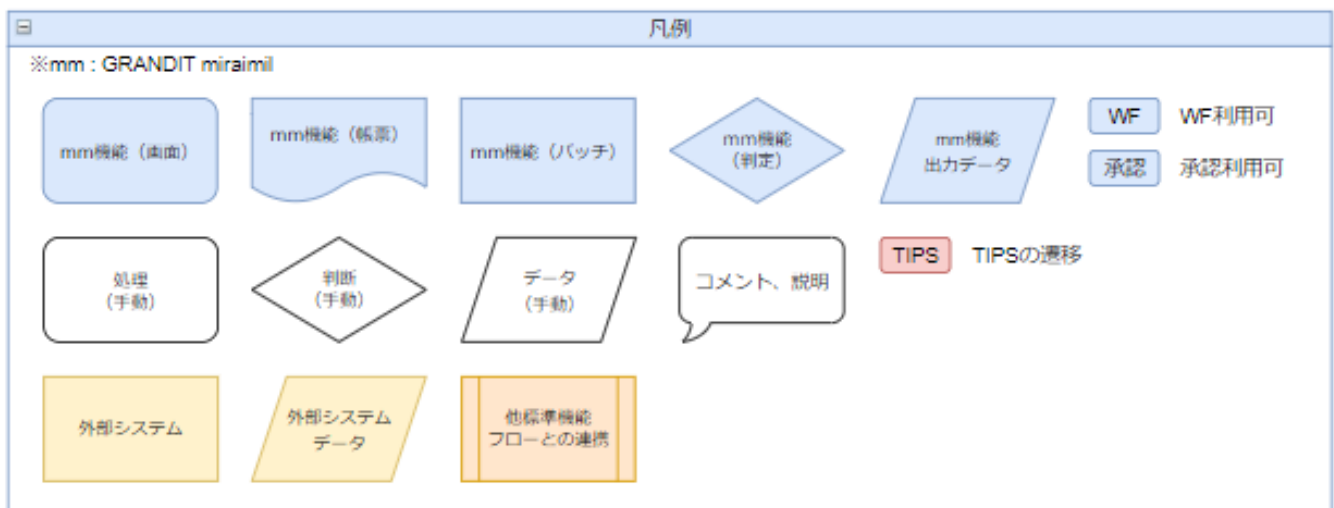 凡例
※mm : GRANDIT miraimil
mm機能（画面）
mm機能（帳票）
mm機能（バッチ）
mm機能
（判定）
mm機能
出力データ
WF
WF利用可
承認
承認利用可
処理
（手動）
判断
（手動）
データ
（手動）
コメント、説明
TIPS
TIPSの遷移
外部システム
外部システム
データ
他標準機能
フローとの連携